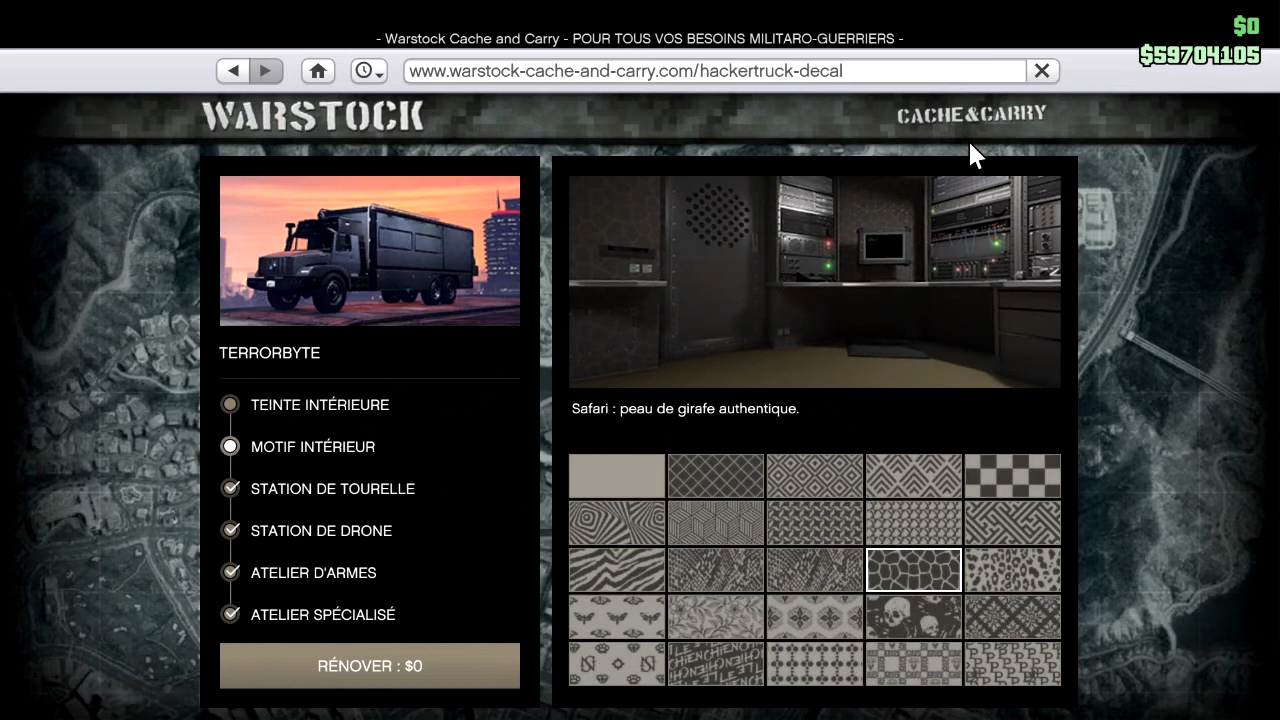 $0
- Warstock Cache and Carry - POUR TOUS VOS BESOINS MILITARO-GUERRIERS -
$59704105
www.warstock-cache-and-carry.com/hackertruck-decal
WARSTOCK
CACHE&CARRY
TERRORBYTE
TEINTE INTÉRIEURE
MOTIF INTÉRIEUR
STATION DE TOURELLE
STATION DE DRONE
ATELIER D'ARMES
ATELIER SPÉCIALISÉ
RÉNOVER : $0
Safari : peau de girafe authentique.